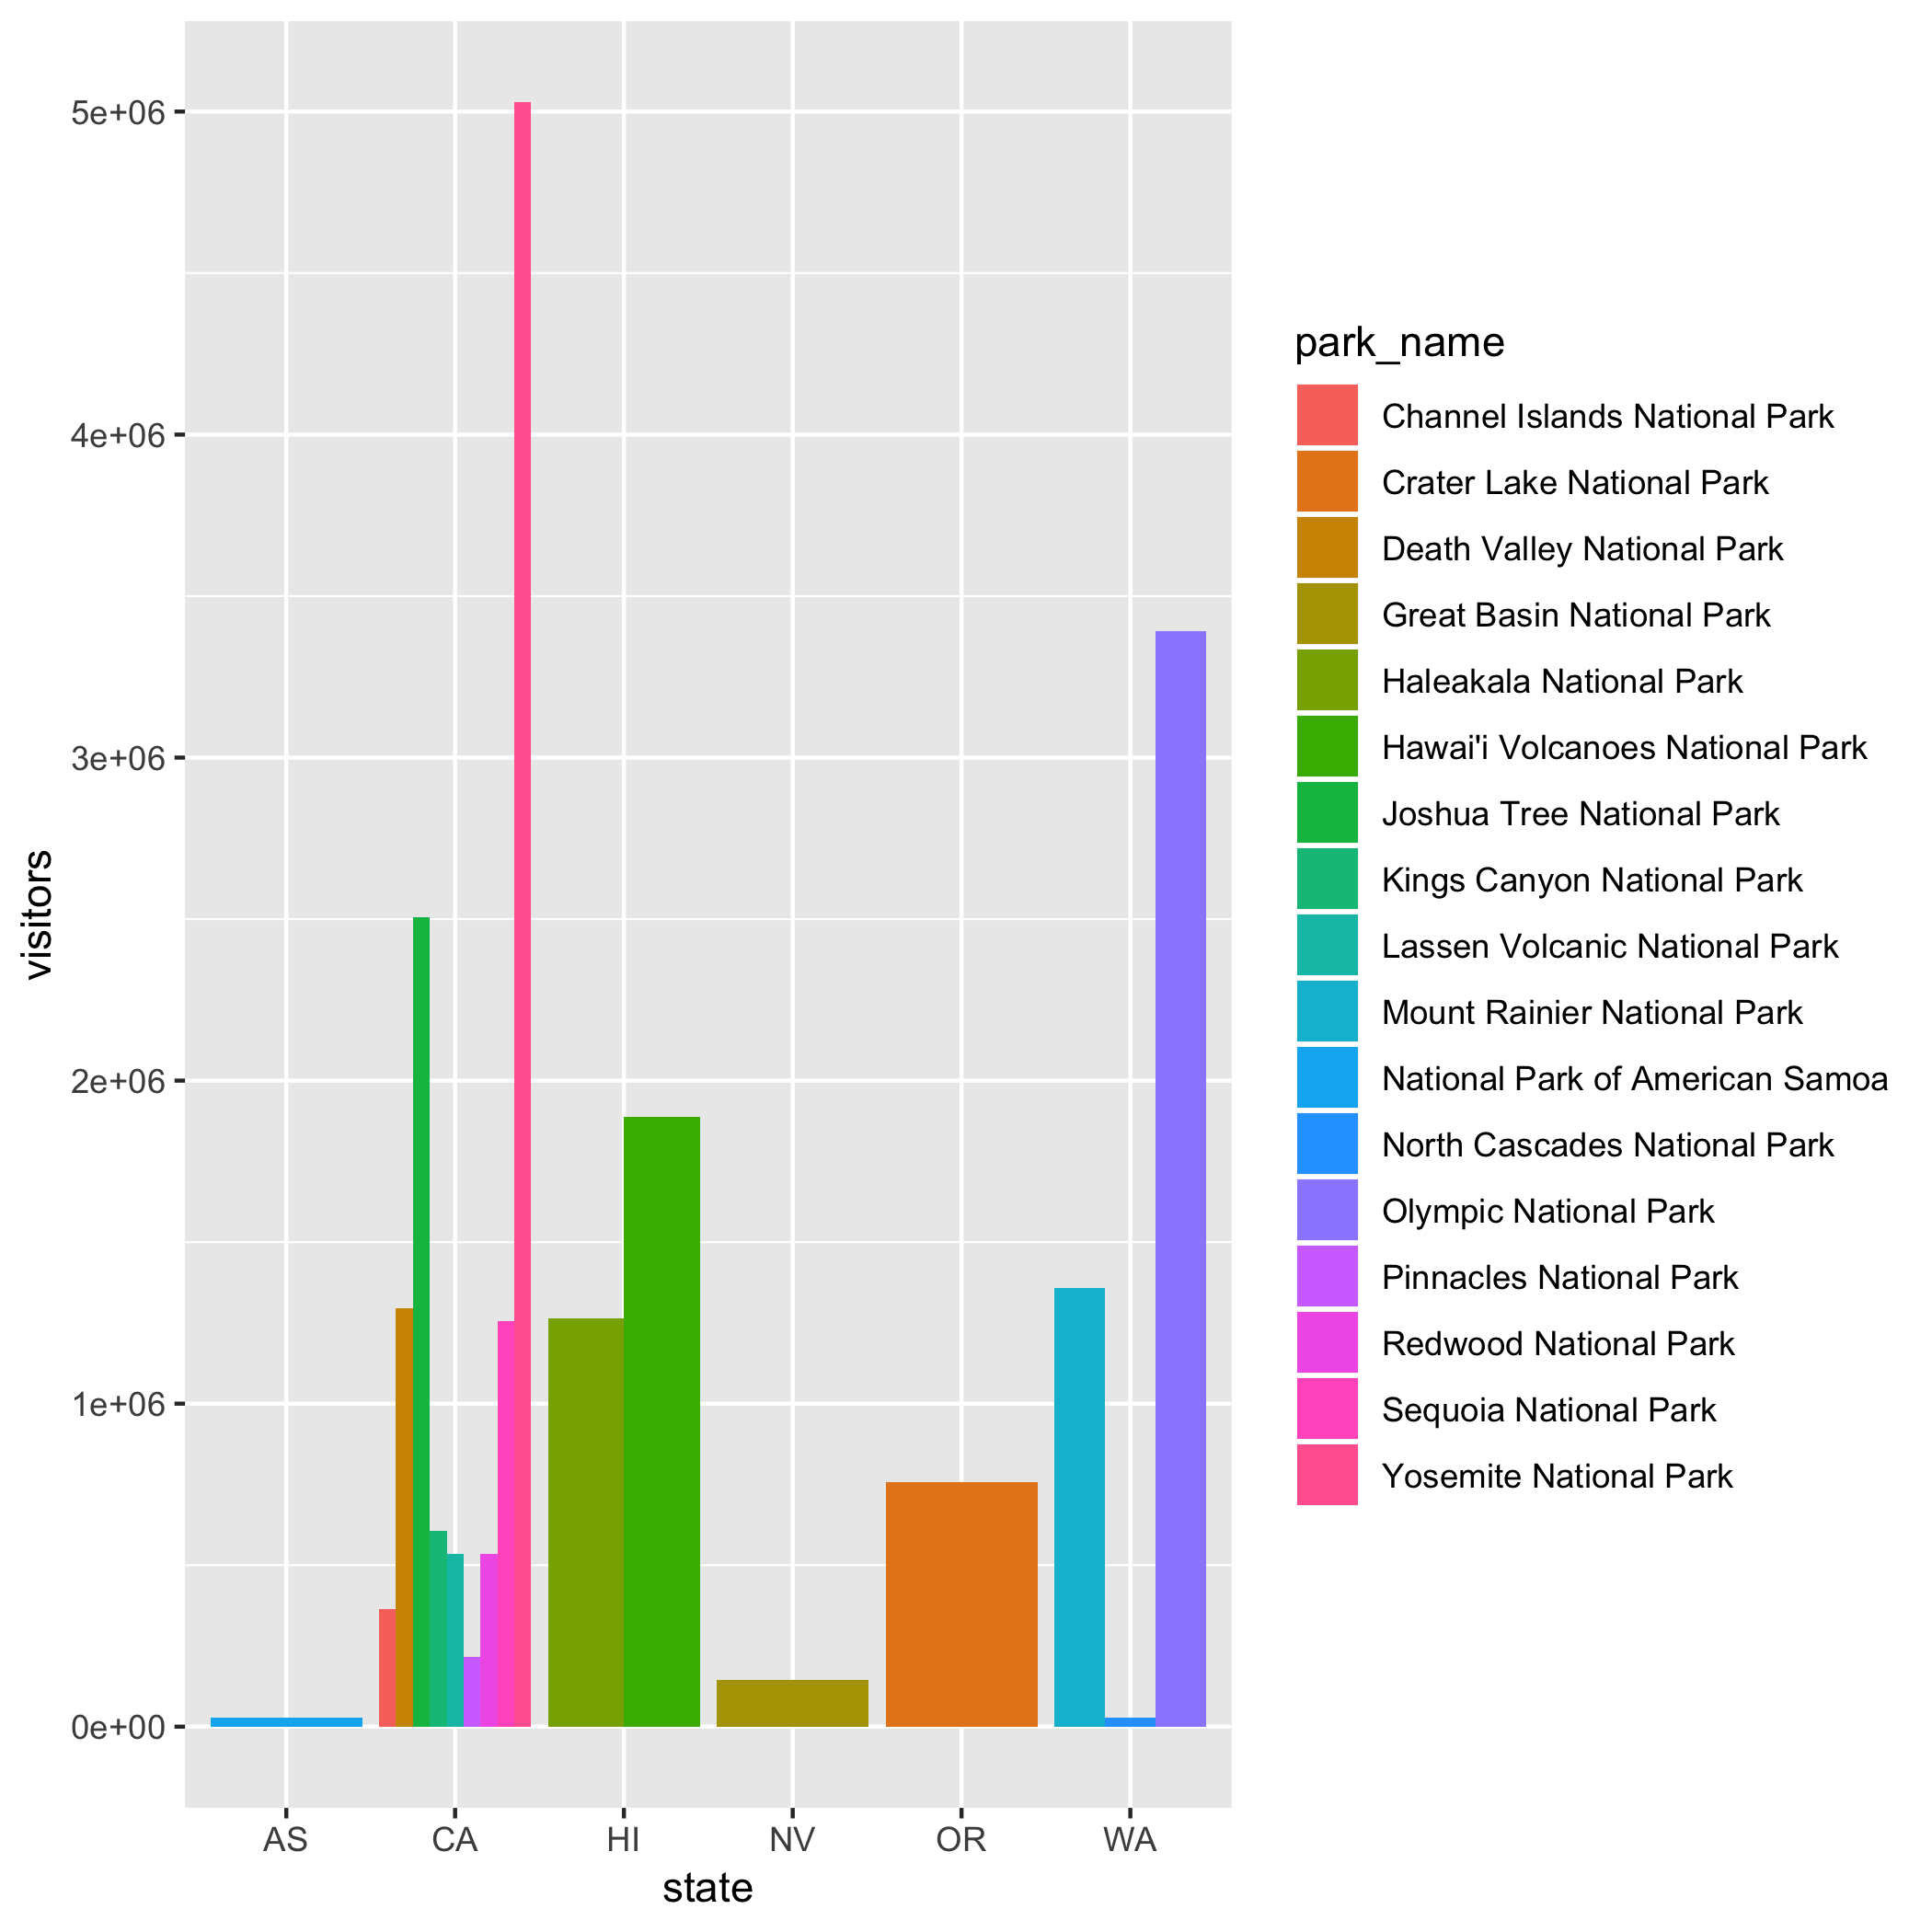 5e+06
4e+06
3e+06
2e+06
1e+06
0e+00
visitors
AS CA HI NV OR WA
state
park_name
Channel Islands National Park
Crater Lake National Park
Death Valley National Park
Great Basin National Park
Haleakala National Park
Hawai'i Volcanoes National Park
Joshua Tree National Park
Kings Canyon National Park
Lassen Volcanic National Park
Mount Rainier National Park
National Park of American Samoa
North Cascades National Park
Olympic National Park
Pinnacles National Park
Redwood National Park
Sequoia National Park
Yosemite National Park